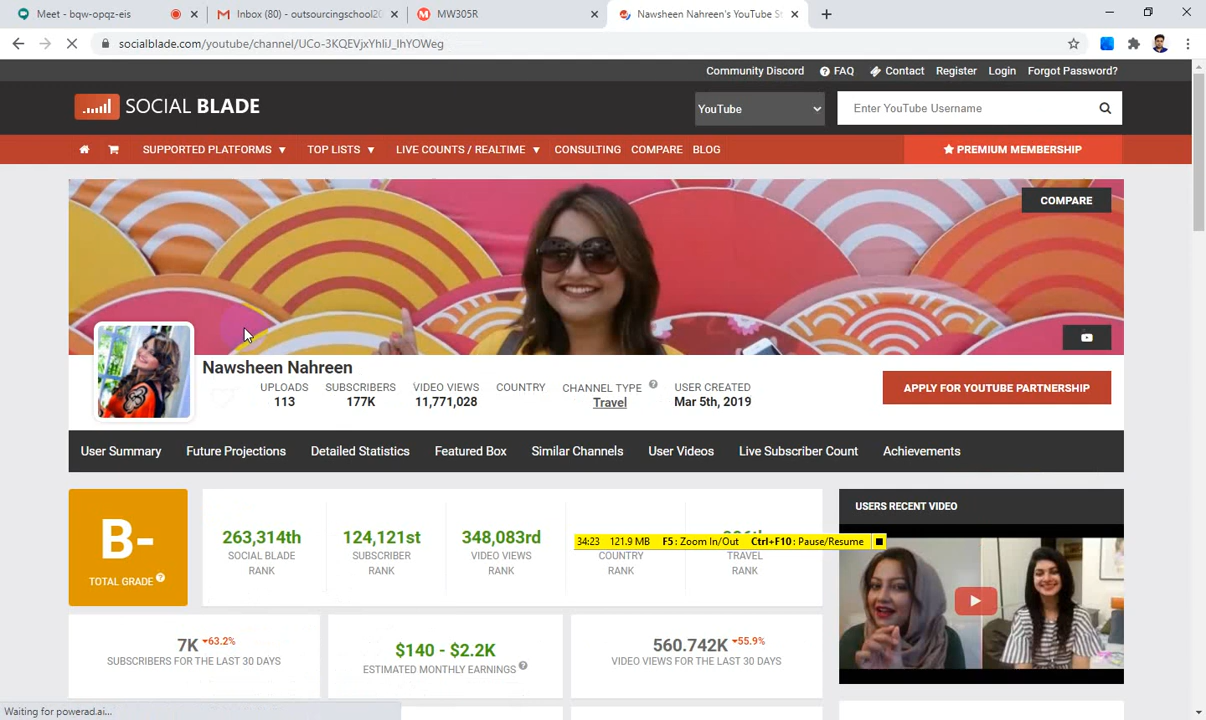 Meet - bqw-opqz-eis
Inbox (80) - outsourcingschool20
MW305R
Nawsheen Nahreen's YouTube St
socialblade.com/youtube/channel/UCo-3KQEVjxYhliJ_IhYOWeg
Community Discord FAQ Contact Register Login Forgot Password?
SOCIAL BLADE
YouTube
Enter YouTube Username
SUPPORTED PLATFORMS TOP LISTS LIVE COUNTS / REALTIME CONSULTING COMPARE BLOG
PREMIUM MEMBERSHIP
COMPARE
Nawsheen Nahreen
UPLOADS SUBSCRIBERS VIDEO VIEWS COUNTRY CHANNEL TYPE USER CREATED
113 177K 11,771,028 Travel Mar 5th, 2019
APPLY FOR YOUTUBE PARTNERSHIP
User Summary Future Projections Detailed Statistics Featured Box Similar Channels User Videos Live Subscriber Count Achievements
B-
TOTAL GRADE
263,314th 124,121st 348,083rd
SOCIAL BLADE SUBSCRIBER VIDEO VIEWS COUNTRY TRAVEL
RANK RANK RANK RANK RANK
34:23 121.9 MB F5: Zoom In/Out Ctrl+F10: Pause/Resume
USERS RECENT VIDEO
7K 63.2%
SUBSCRIBERS FOR THE LAST 30 DAYS
$140 - $2.2K
ESTIMATED MONTHLY EARNINGS
560.742K 55.9%
VIDEO VIEWS FOR THE LAST 30 DAYS
Waiting for powerad.ai...